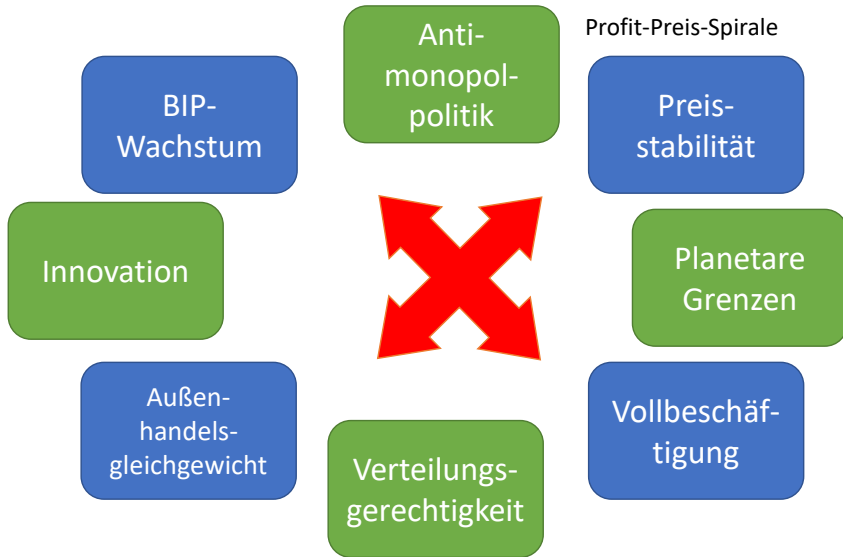 Anti-
monopol-
politik
Profit-Preis-Spirale
BIP-
Wachstum
Preis-
stabilität
Innovation
Planetare
Grenzen
Außen-
handels-
gleichgewicht
Vollbeschäf-
tigung
Verteilungs-
gerechtigkeit